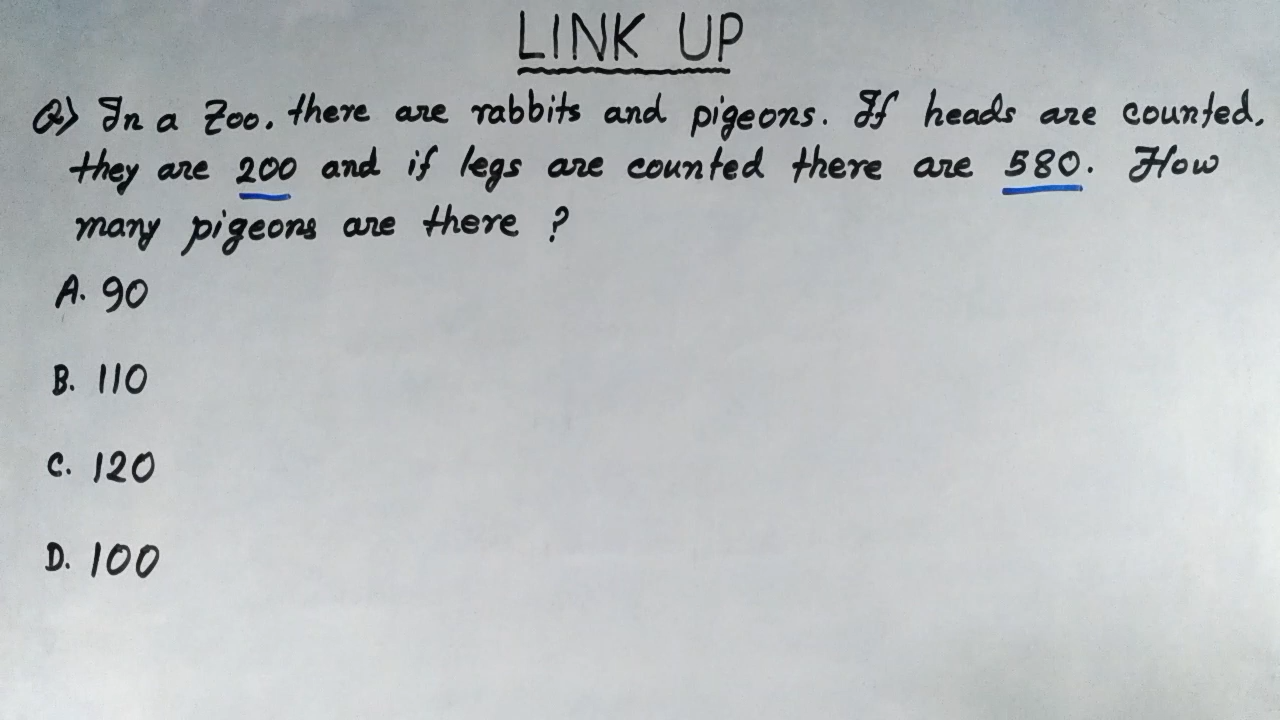 LINK UP
Q) In a Zoo, there are rabbits and pigeons. If heads are counted,
they are 200 and if legs are counted there are 580. How
many pigeons are there ?
A. 90
B. 110
C. 120
D. 100